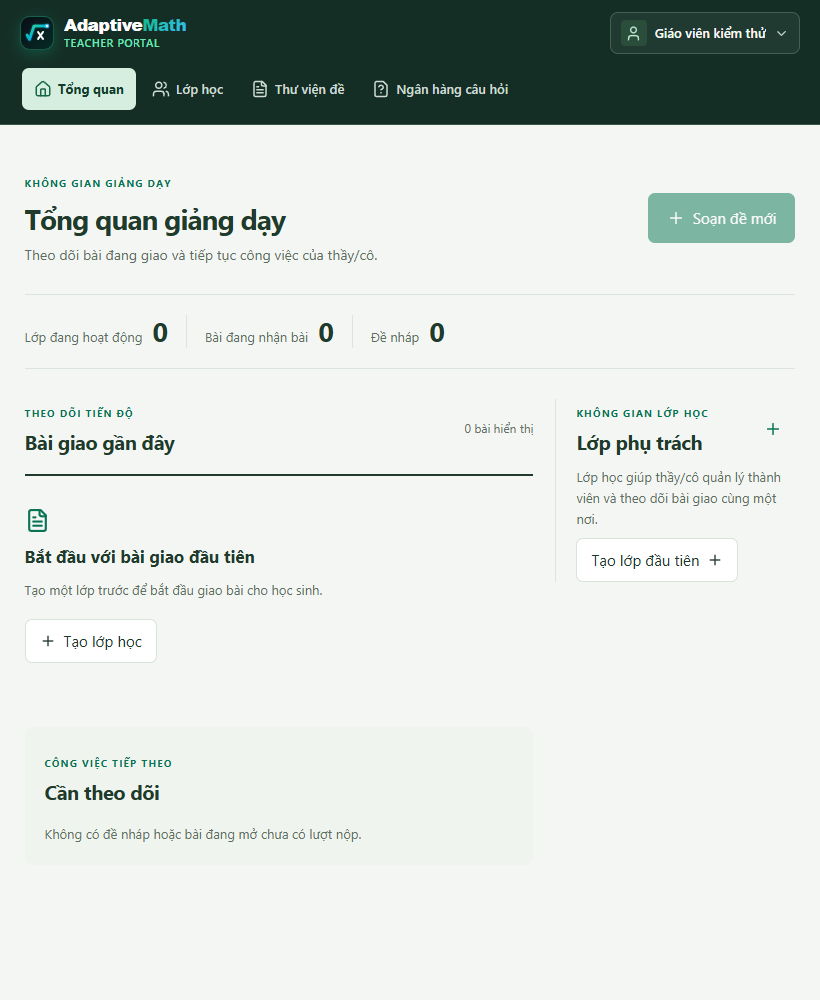 AdaptiveMath
TEACHER PORTAL
Giáo viên kiểm thử
Tổng quan
Lớp học
Thư viện đề
Ngân hàng câu hỏi
KHÔNG GIAN GIẢNG DẠY
Tổng quan giảng dạy
Theo dõi bài đang giao và tiếp tục công việc của thầy/cô.
+ Soạn đề mới
Lớp đang hoạt động 0
Bài đang nhận bài 0
Đề nháp 0
THEO DÕI TIẾN ĐỘ
Bài giao gần đây
0 bài hiển thị
Bắt đầu với bài giao đầu tiên
Tạo một lớp trước để bắt đầu giao bài cho học sinh.
+ Tạo lớp học
KHÔNG GIAN LỚP HỌC
Lớp phụ trách
+
Lớp học giúp thầy/cô quản lý thành
viên và theo dõi bài giao cùng một
nơi.
Tạo lớp đầu tiên +
CÔNG VIỆC TIẾP THEO
Cần theo dõi
Không có đề nháp hoặc bài đang mở chưa có lượt nộp.